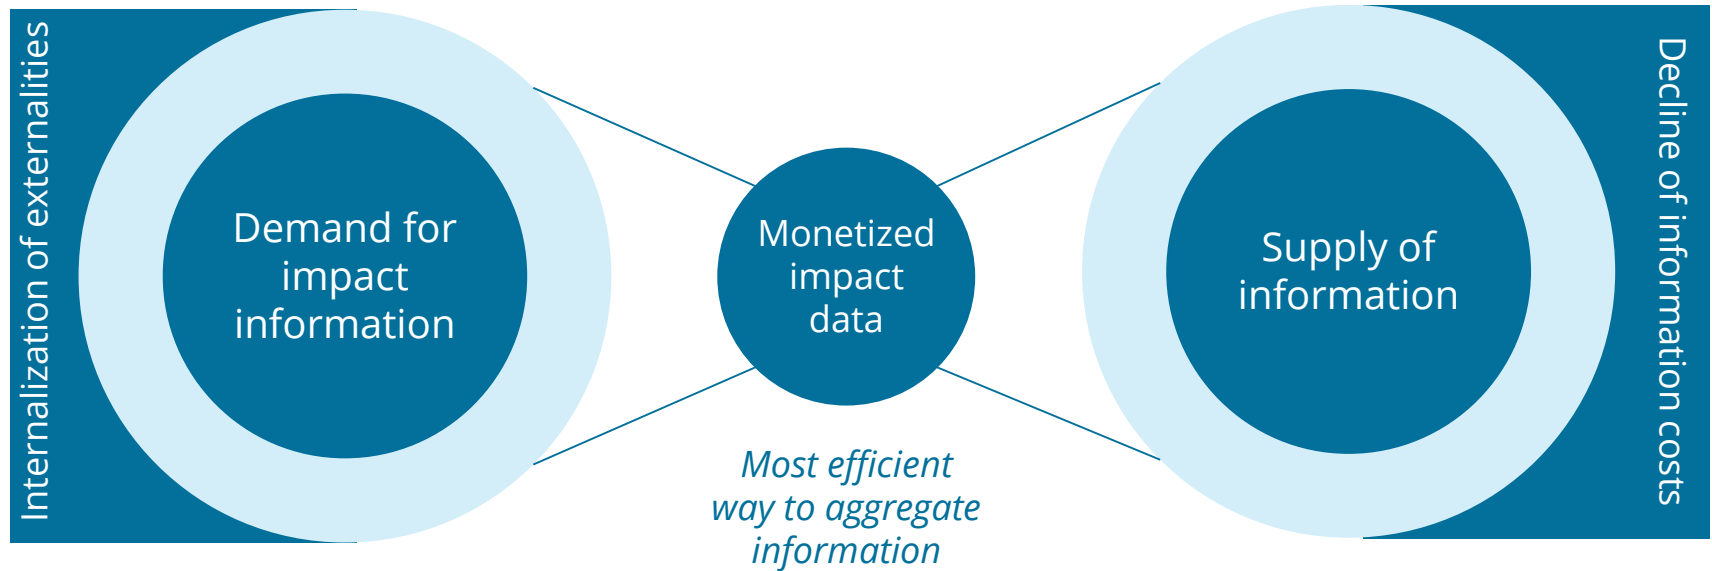 Internalization of externalities
Demand for
impact
information
Monetized
impact
data
Most efficient
way to aggregate
information
Supply of
information
Decline of information costs